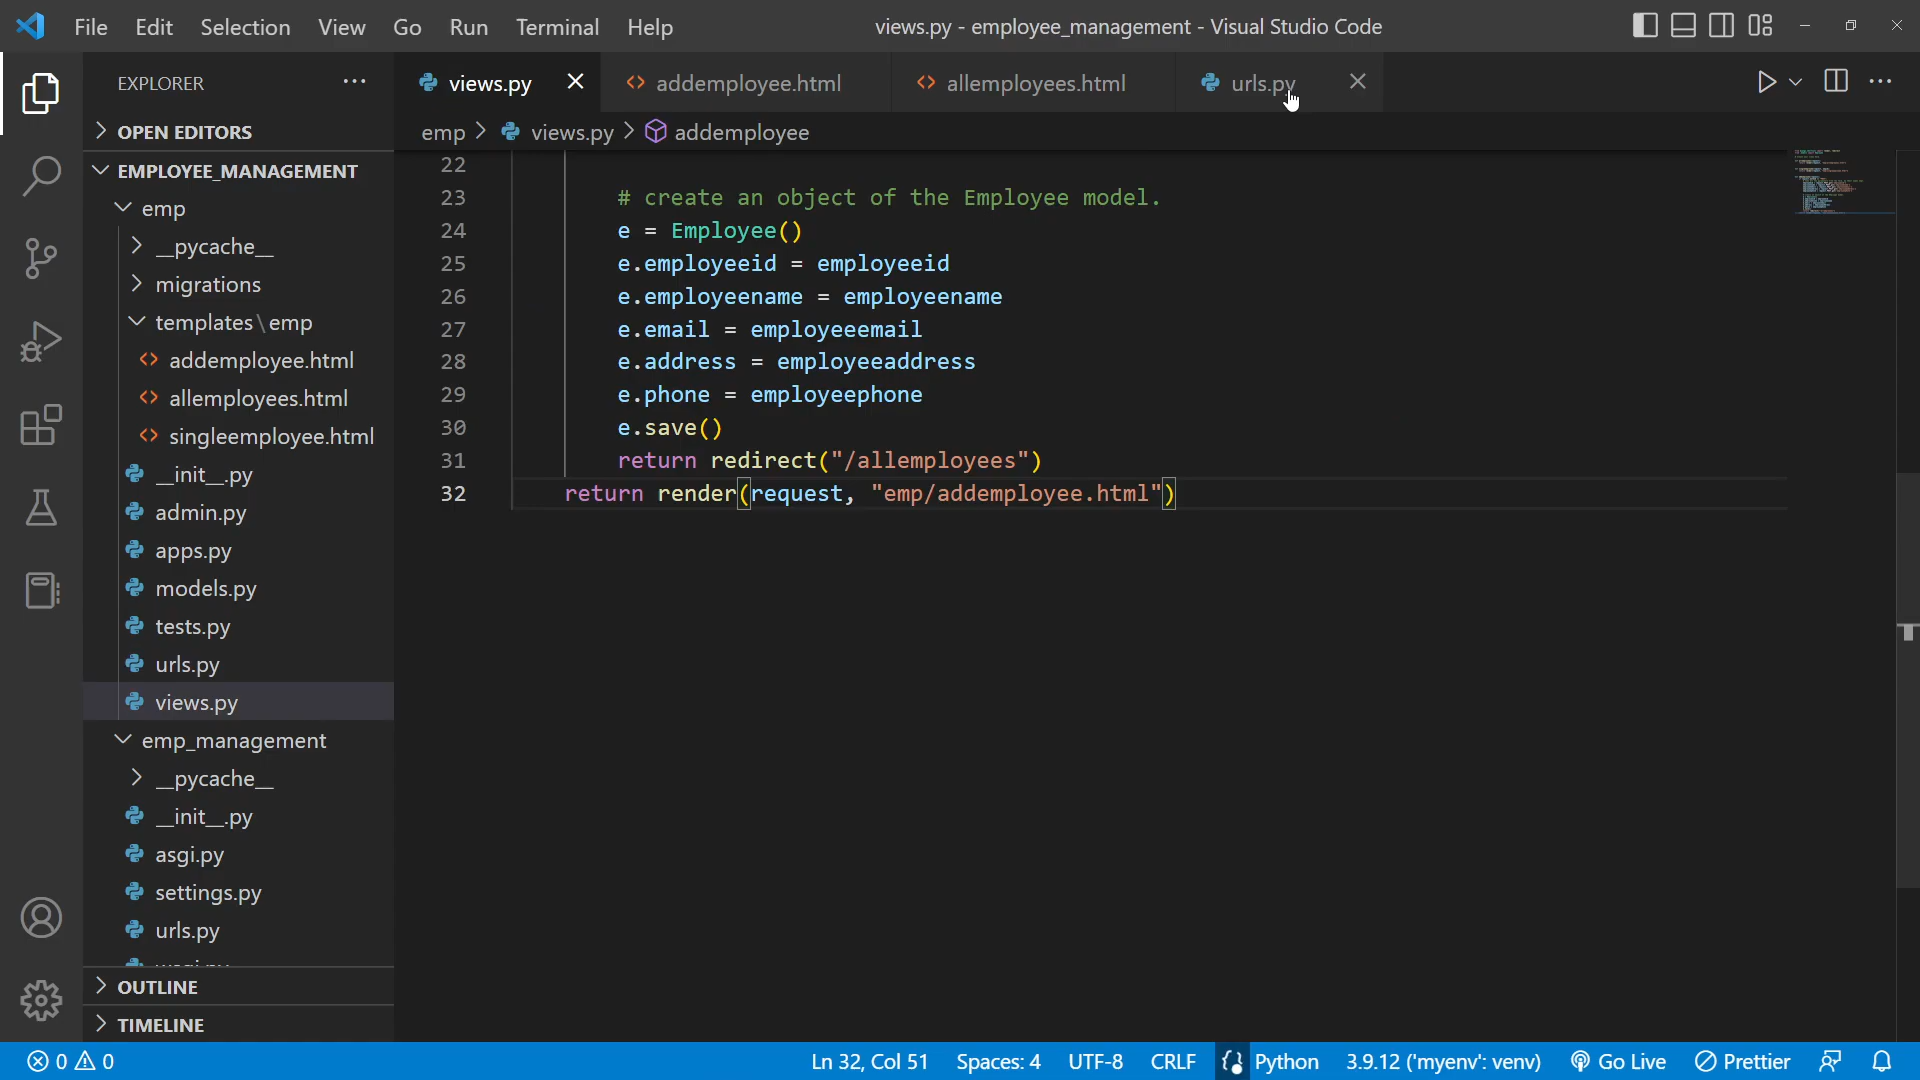 File Edit Selection View Go Run Terminal Help
views.py - employee_management - Visual Studio Code
EXPLORER
OPEN EDITORS
EMPLOYEE_MANAGEMENT
emp
__pycache__
migrations
templates\emp
addemployee.html
allemployees.html
singleemployee.html
__init__.py
admin.py
apps.py
models.py
tests.py
urls.py
views.py
emp_management
__pycache__
__init__.py
asgi.py
settings.py
urls.py
OUTLINE
TIMELINE
views.py addemployee.html allemployees.html urls.py
emp > views.py > addemployee
22
23 # create an object of the Employee model.
24 e = Employee()
25 e.employeeid = employeeid
26 e.employeename = employeename
27 e.email = employeeemail
28 e.address = employeeaddress
29 e.phone = employeephone
30 e.save()
31 return redirect("/allemployees")
32 return render(request, "emp/addemployee.html")
0 0 Ln 32, Col 51 Spaces: 4 UTF-8 CRLF Python 3.9.12 ('myenv': venv) Go Live Prettier